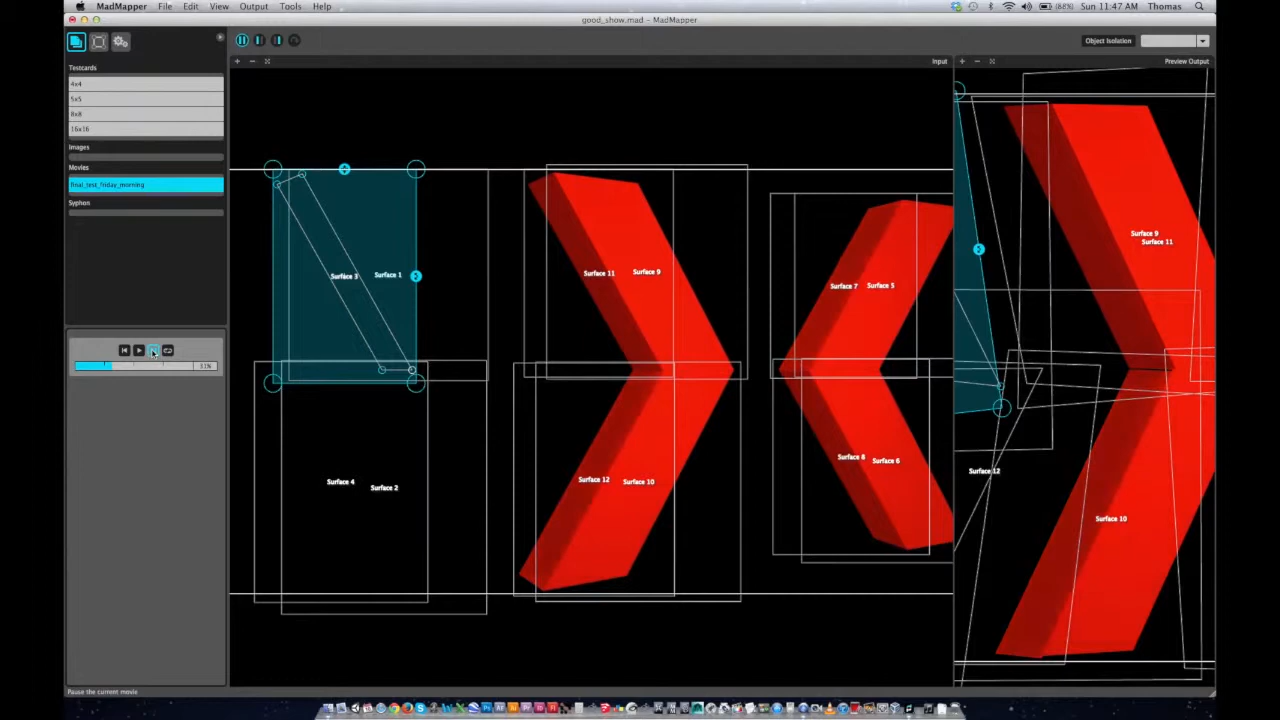 MadMapper File Edit View Output Tools Help
(88%) Sun 11:47 AM Thomas
good_show.mad - MadMapper
Object Isolation
Input
Preview Output
Testcards
4x4
5x5
8x8
16x16
Images
Movies
final_test_friday_morning
Syphon
Surface 3
Surface 1
Surface 11
Surface 9
Surface 7
Surface 5
Surface 9
Surface 11
Surface 4
Surface 2
Surface 12
Surface 10
Surface 8
Surface 6
Surface 12
Surface 10
Pause the current movie